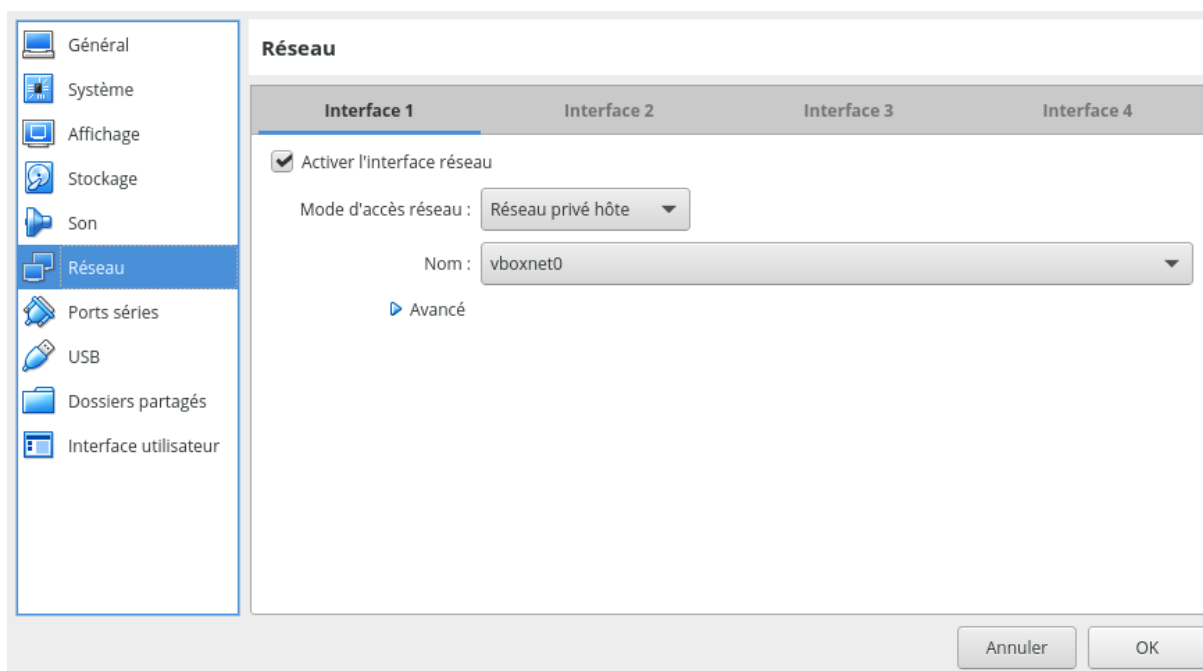 Général
Système
Affichage
Stockage
Son
Réseau
Ports séries
USB
Dossiers partagés
Interface utilisateur
Réseau
Interface 1 Interface 2 Interface 3 Interface 4
Activer l'interface réseau
Mode d'accès réseau : Réseau privé hôte
Nom : vboxnet0
Avancé
Annuler OK